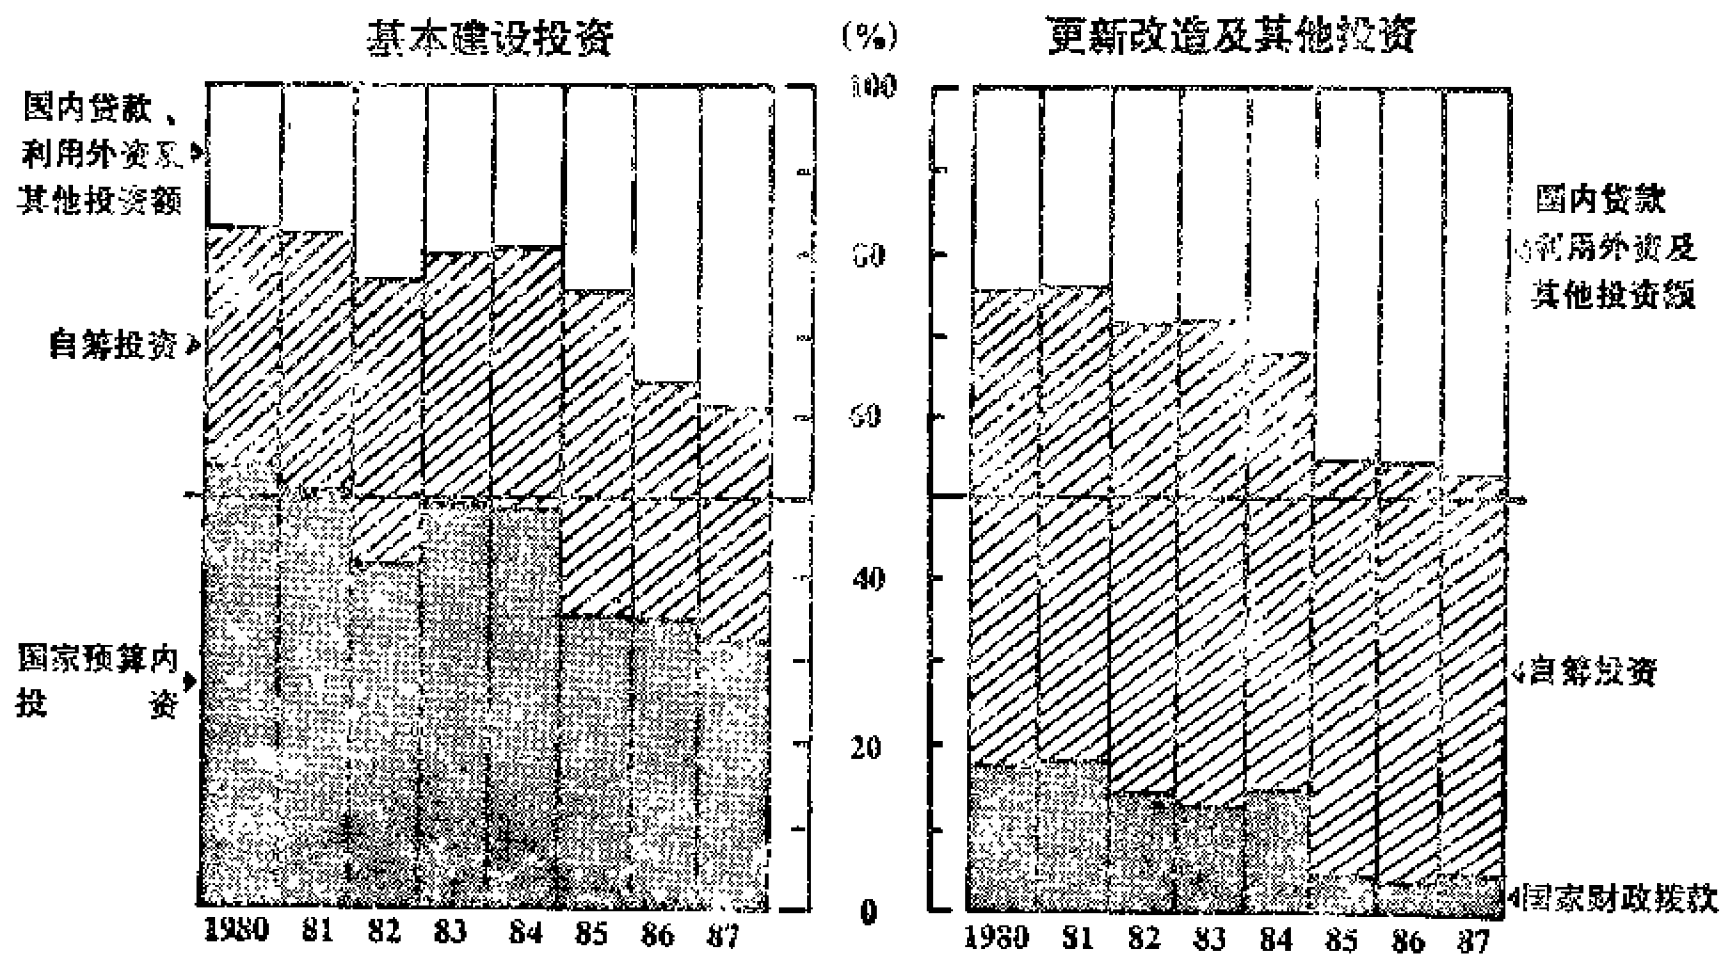 基本建设投资
(%)
更新改造及其他投资
国内贷款、
利用外资及
其他投资额
自筹投资
国家预算内
投 资
100
80
60
40
20
0
国内贷款
利用外资及
其他投资额
自筹投资
国家财政拨款
1980 81 82 83 84 85 86 87
1980 81 82 83 84 85 86 87